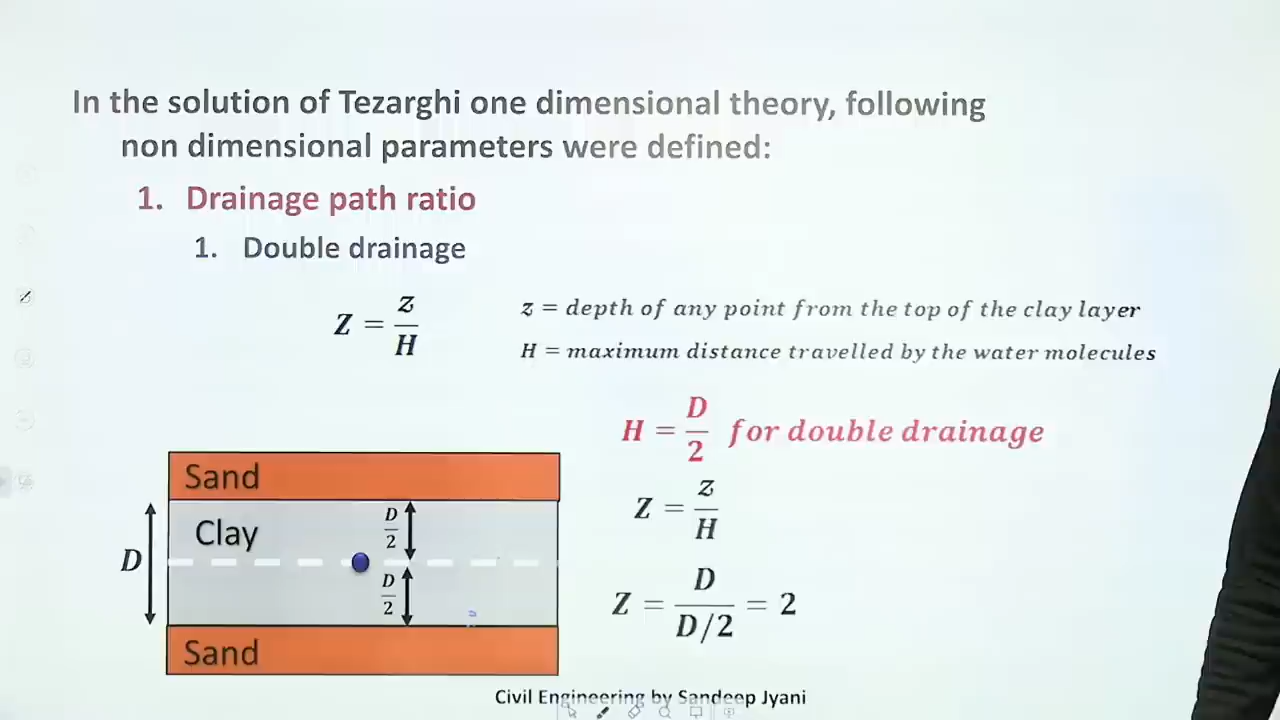 In the solution of Tezarghi one dimensional theory, following
non dimensional parameters were defined:
1. Drainage path ratio
1. Double drainage
Z = z/H
z = depth of any point from the top of the clay layer
H = maximum distance travelled by the water molecules
H = D/2 for double drainage
Z = z/H
Z = D/(D/2) = 2
Sand
Clay
D
D/2
D/2
Sand
Civil Engineering by Sandeep Jyani